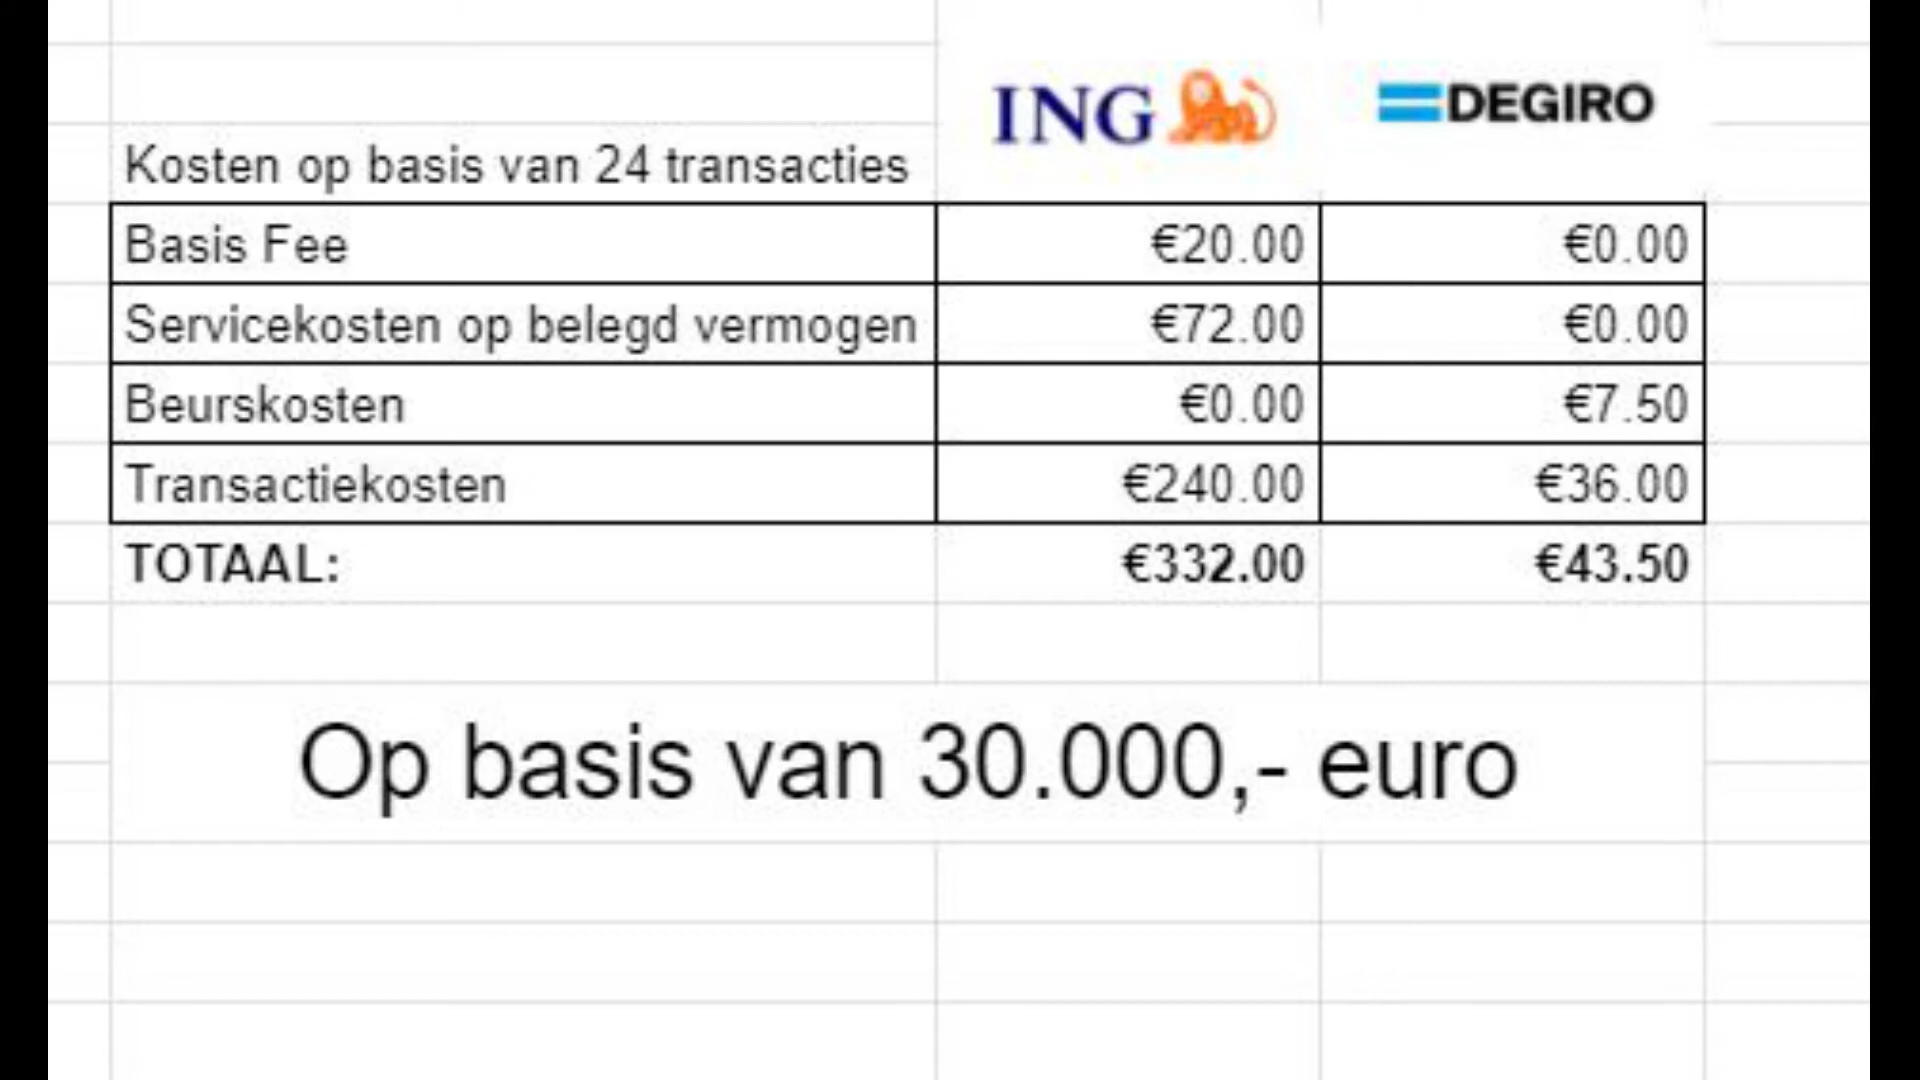 ING DEGIRO
Kosten op basis van 24 transacties
Basis Fee €20.00 €0.00
Servicekosten op belegd vermogen €72.00 €0.00
Beurskosten €0.00 €7.50
Transactiekosten €240.00 €36.00
TOTAAL: €332.00 €43.50
Op basis van 30.000,- euro